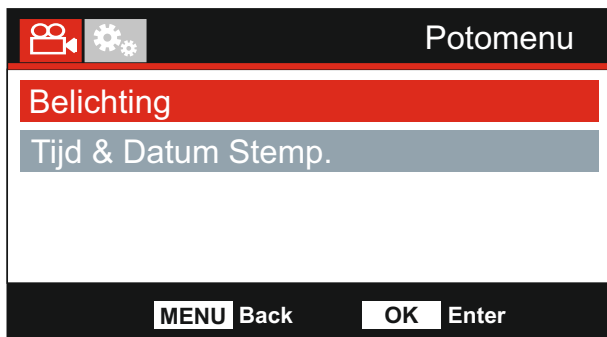 Potomenu
Belichting
Tijd & Datum Stemp.
MENU Back OK Enter